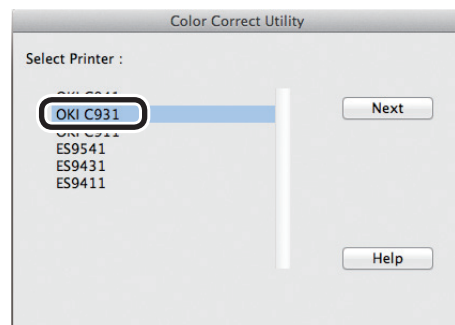 Color Correct Utility
Select Printer :
OKI C931
Next
ES9541
ES9431
ES9411
Help